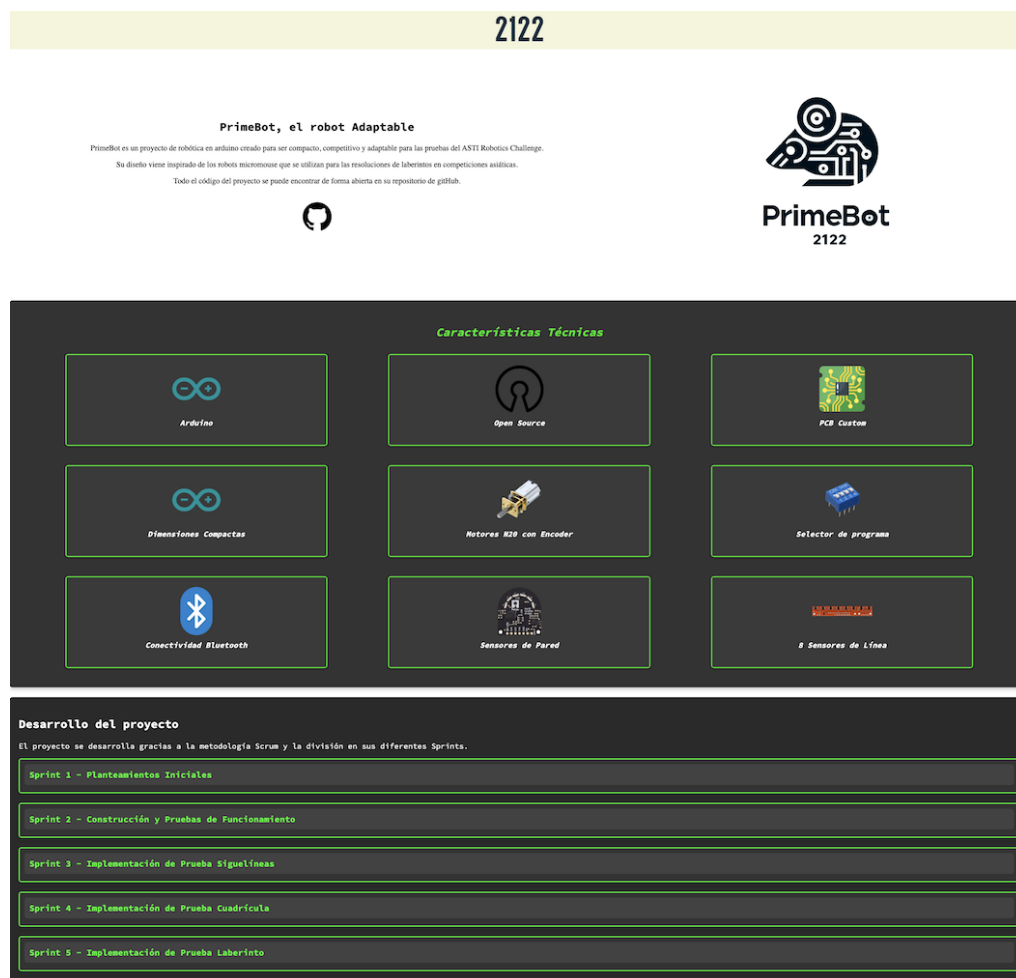 2122
PrimeBot, el robot Adaptable
PrimeBot es un proyecto de robótica en arduino creado para ser compacto, competitivo y adaptable para las pruebas del ASTI Robotics Challenge.
Su diseño viene inspirado de los robots micromouse que se utilizan para las resoluciones de laberintos en competiciones asiáticas.
Todo el código del proyecto se puede encontrar de forma abierta en su repositorio de gitHub.
PrimeBot
2122
Características Técnicas
Arduino
Open Source
PCB Custom
Dimensiones Compactas
Motores N20 con Encoder
Selector de programa
Conectividad Bluetooth
Sensores de Pared
8 Sensores de Línea
Desarrollo del proyecto
El proyecto se desarrolla gracias a la metodología Scrum y la división en sus diferentes Sprints.
Sprint 1 - Planteamientos Iniciales
Sprint 2 - Construcción y Pruebas de Funcionamiento
Sprint 3 - Implementación de Prueba Siguelíneas
Sprint 4 - Implementación de Prueba Cuadrícula
Sprint 5 - Implementación de Prueba Laberinto